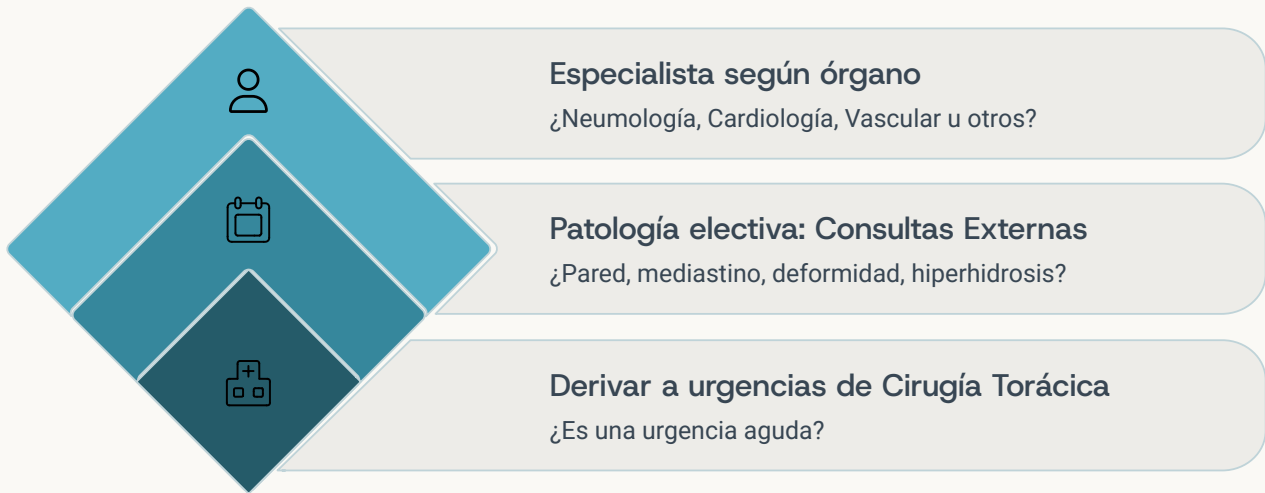 Especialista según órgano
¿Neumología, Cardiología, Vascular u otros?
Patología electiva: Consultas Externas
¿Pared, mediastino, deformidad, hiperhidrosis?
Derivar a urgencias de Cirugía Torácica
¿Es una urgencia aguda?